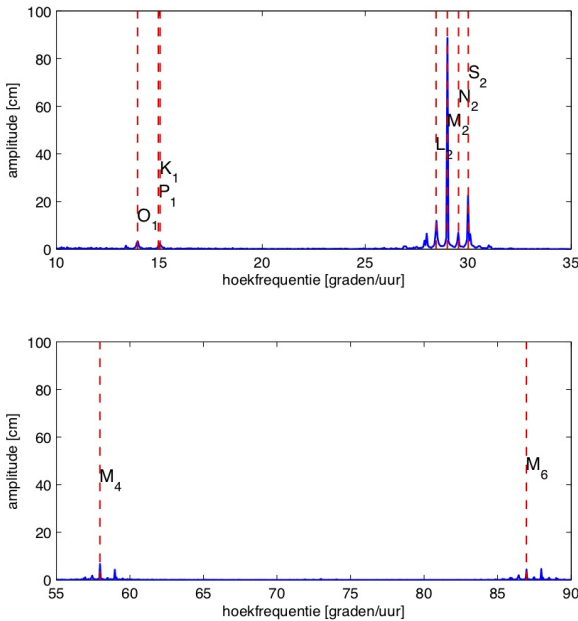 100
80
60
40
20
0
amplitude [cm]
O1
K1
P1
L2
M2
N2
S2
10 15 20 25 30 35
hoekfrequentie [graden/uur]
100
80
60
40
20
0
amplitude [cm]
M4
M6
55 60 65 70 75 80 85 90
hoekfrequentie [graden/uur]